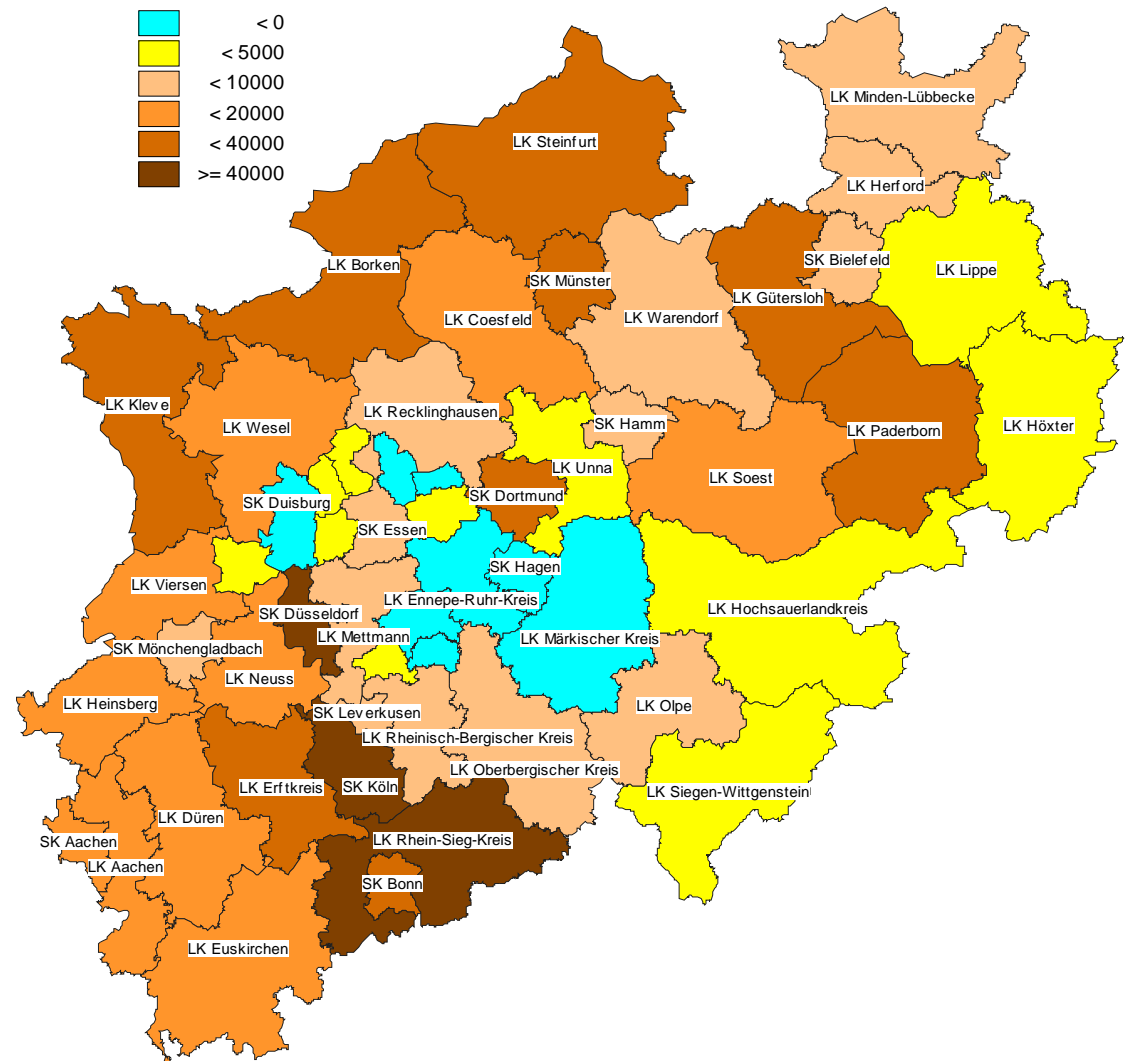 < 0
< 5000
< 10000
< 20000
< 40000
>= 40000
LK Minden-Lübbecke
LK Steinfurt
LK Herford
SK Bielefeld
LK Borken
LK Lippe
SK Münster
LK Gütersloh
LK Coesfeld
LK Warendorf
LK Kleve
LK Recklinghausen
SK Hamm
LK Wesel
LK Paderborn
LK Höxter
LK Unna
LK Soest
SK Duisburg
SK Dortmund
SK Essen
SK Hagen
LK Viersen
LK Ennepe-Ruhr-Kreis
LK Hochsauerlandkreis
SK Düsseldorf
LK Mettmann
LK Märkischer Kreis
SK Mönchengladbach
LK Neuss
LK Heinsberg
LK Olpe
SK Leverkusen
LK Rheinisch-Bergischer Kreis
LK Oberbergischer Kreis
LK Erftkreis
SK Köln
LK Siegen-Wittgenstein
LK Düren
LK Rhein-Sieg-Kreis
SK Aachen
LK Aachen
SK Bonn
LK Euskirchen